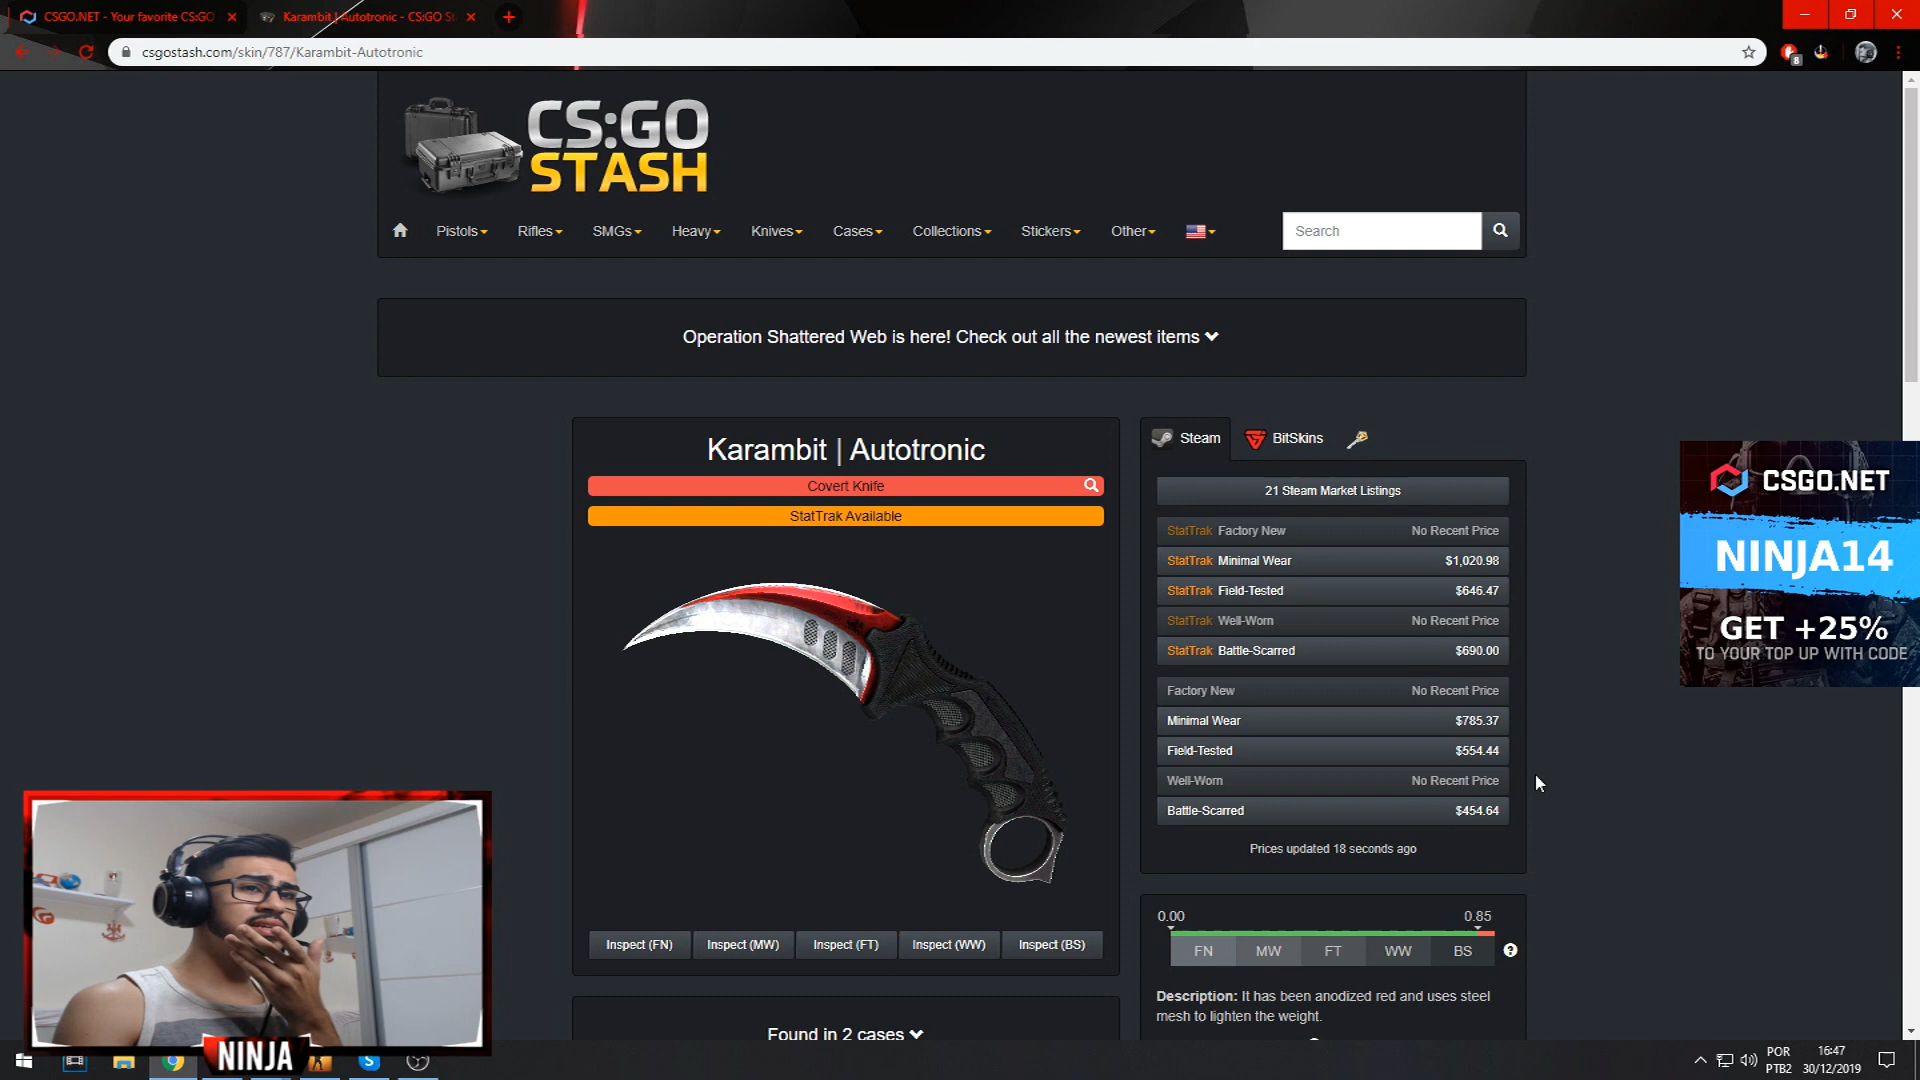 CSGO.NET - Your favorite CS:GO
Karambit | Autotronic - CS:GO St
csgostash.com/skin/787/Karambit-Autotronic
8
CS:GO
STASH
Pistols
Rifles
SMGs
Heavy
Knives
Cases
Collections
Stickers
Other
Search
Operation Shattered Web is here! Check out all the newest items
Karambit | Autotronic
Covert Knife
StatTrak Available
Inspect (FN)
Inspect (MW)
Inspect (FT)
Inspect (WW)
Inspect (BS)
Found in 2 cases
Steam
BitSkins
21 Steam Market Listings
StatTrak Factory New No Recent Price
StatTrak Minimal Wear $1,020.98
StatTrak Field-Tested $646.47
StatTrak Well-Worn No Recent Price
StatTrak Battle-Scarred $690.00
Factory New No Recent Price
Minimal Wear $785.37
Field-Tested $554.44
Well-Worn No Recent Price
Battle-Scarred $454.64
Prices updated 18 seconds ago
0.00 0.85
FN MW FT WW BS
Description: It has been anodized red and uses steel
mesh to lighten the weight.
CSGO.NET
NINJA14
GET +25%
TO YOUR TOP UP WITH CODE
NINJA
POR
PTB2
16:47
30/12/2019